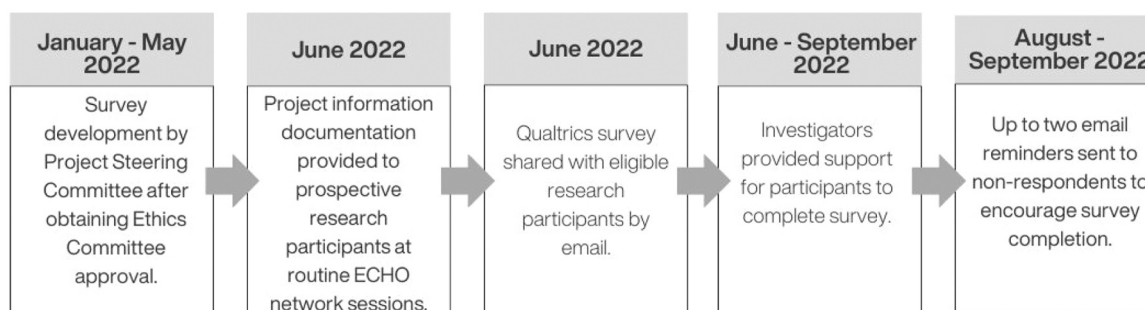 January - May
2022
Survey
development by
Project Steering
Committee after
obtaining Ethics
Committee
approval.
June 2022
Project information
documentation
provided to
prospective
research
participants at
routine ECHO
network sessions.
June 2022
Qualtrics survey
shared with eligible
research
participants by
email.
June - September
2022
Investigators
provided support
for participants to
complete survey.
August -
September 2022
Up to two email
reminders sent to
non-respondents to
encourage survey
completion.